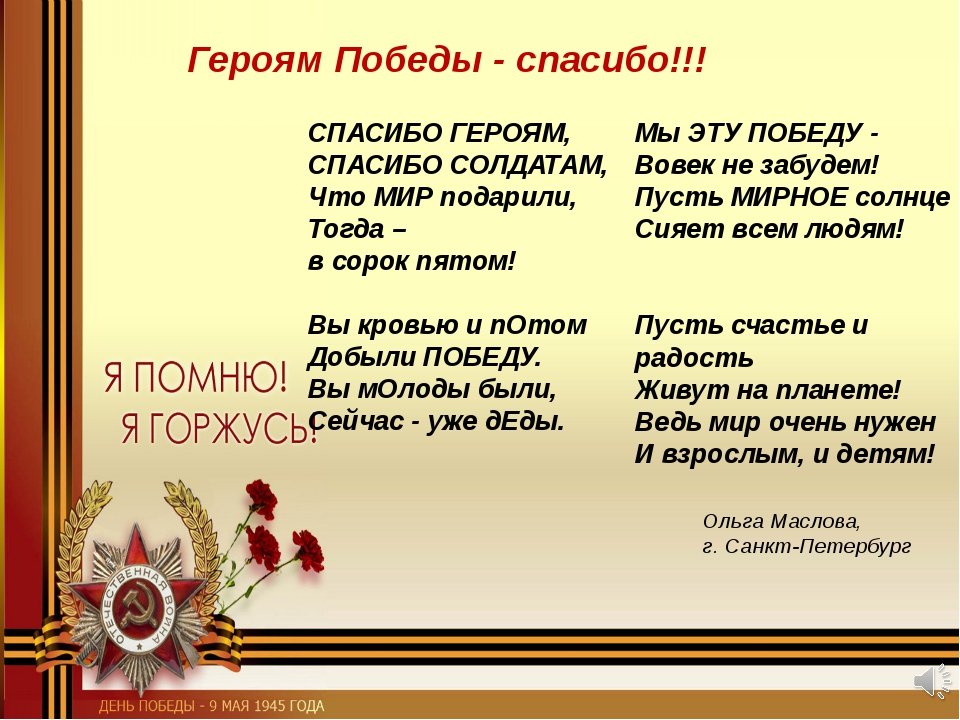 Героям Победы - спасибо!!!
СПАСИБО ГЕРОЯМ,
СПАСИБО СОЛДАТАМ,
Что МИР подарили,
Тогда –
в сорок пятом!
Вы кровью и пОтом
Добыли ПОБЕДУ.
Вы мОлоды были,
Сейчас - уже дЕды.
Мы ЭТУ ПОБЕДУ -
Вовек не забудем!
Пусть МИРНОЕ солнце
Сияет всем людям!
Пусть счастье и
радость
Живут на планете!
Ведь мир очень нужен
И взрослым, и детям!
Ольга Маслова,
г. Санкт-Петербург
Я ПОМНЮ!
Я ГОРЖУСЬ!
ОТЕЧЕСТВЕННАЯ ВОЙНА
ДЕНЬ ПОБЕДЫ - 9 МАЯ 1945 ГОДА